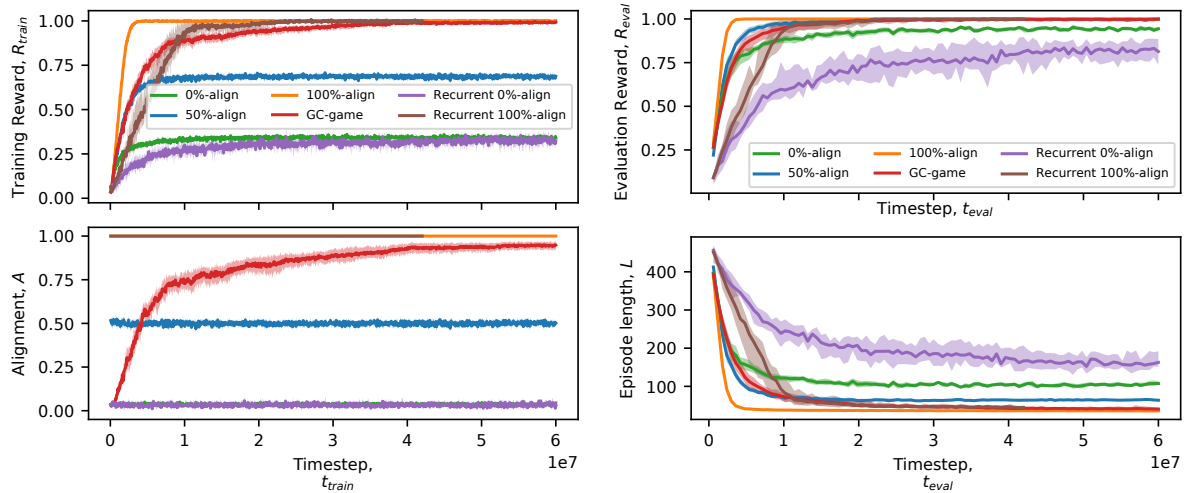 Training Reward, R_train
1.00
0.75
0.50
0.25
0.00
0%-align 100%-align Recurrent 0%-align
50%-align GC-game Recurrent 100%-align
Alignment, A
1.00
0.75
0.50
0.25
0.00
0 1 2 3 4 5 6
1e7
Timestep,
t_train
Evaluation Reward, R_eval
1.00
0.75
0.50
0.25
0%-align 100%-align Recurrent 0%-align
50%-align GC-game Recurrent 100%-align
Timestep, t_eval
Episode length, L
400
300
200
100
0 1 2 3 4 5 6
1e7
Timestep,
t_eval